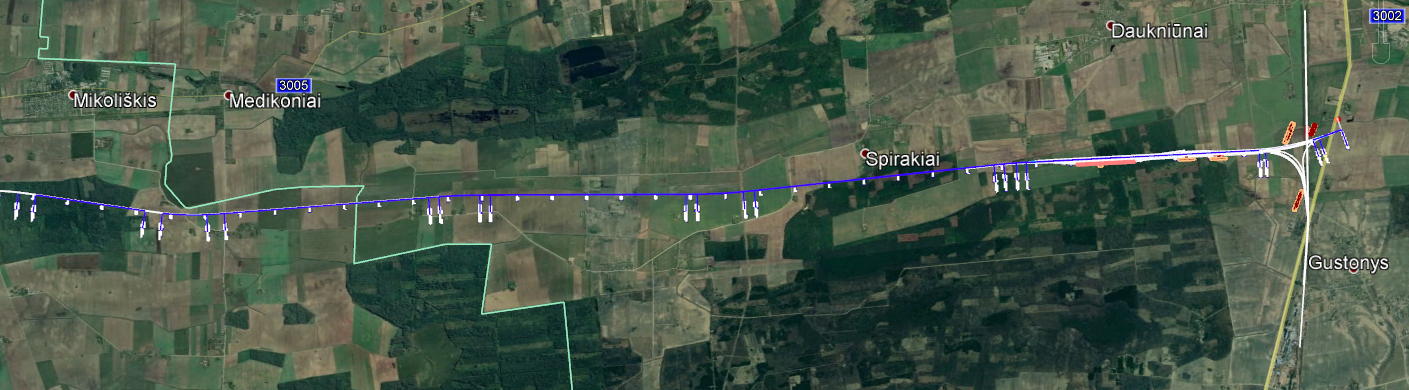 3002
Daukniūnai
3005
Mikoliškis
Medikoniai
Spirakiai
Gustonys